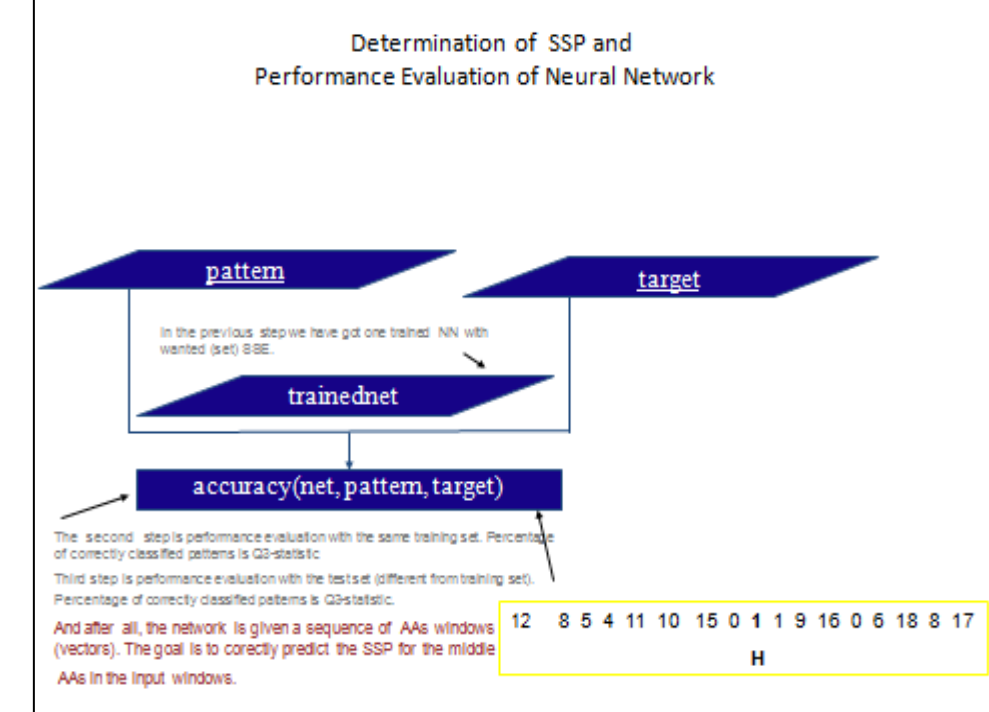 Determination of SSP and
Performance Evaluation of Neural Network
pattern
target
In the previous step we have got one trained NN with
wanted (set) SSE.
trainednet
accuracy(net,pattern,target)
The second step is performance evaluation with the same training set. Percentage
of correctly classified patterns is Q3-statistic
Third step is performance evaluation with the test set (different from training set).
Percentage of correctly classified patterns is Q3-statistic.
And after all, the network is given a sequence of AAs windows
(vectors). The goal is to corectly predict the SSP for the middle
AAs in the input windows.
12 8 5 4 11 10 15 0 1 1 9 16 0 6 18 8 17
H